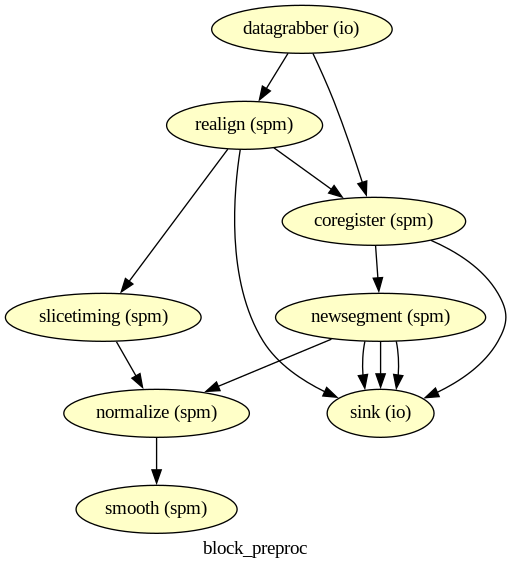 datagrabber (io)
realign (spm)
coregister (spm)
slicetiming (spm)
newsegment (spm)
normalize (spm)
sink (io)
smooth (spm)
block_preproc